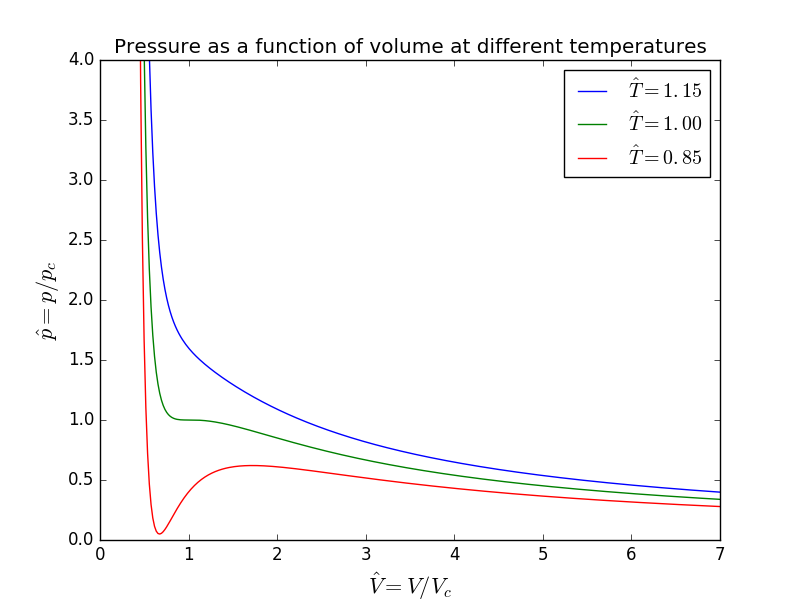 Pressure as a function of volume at different temperatures
4.0
3.5
3.0
2.5
2.0
1.5
1.0
0.5
0.0
p̂ = p/p_c
T̂ = 1.15
T̂ = 1.00
T̂ = 0.85
0 1 2 3 4 5 6 7
V̂ = V/V_c